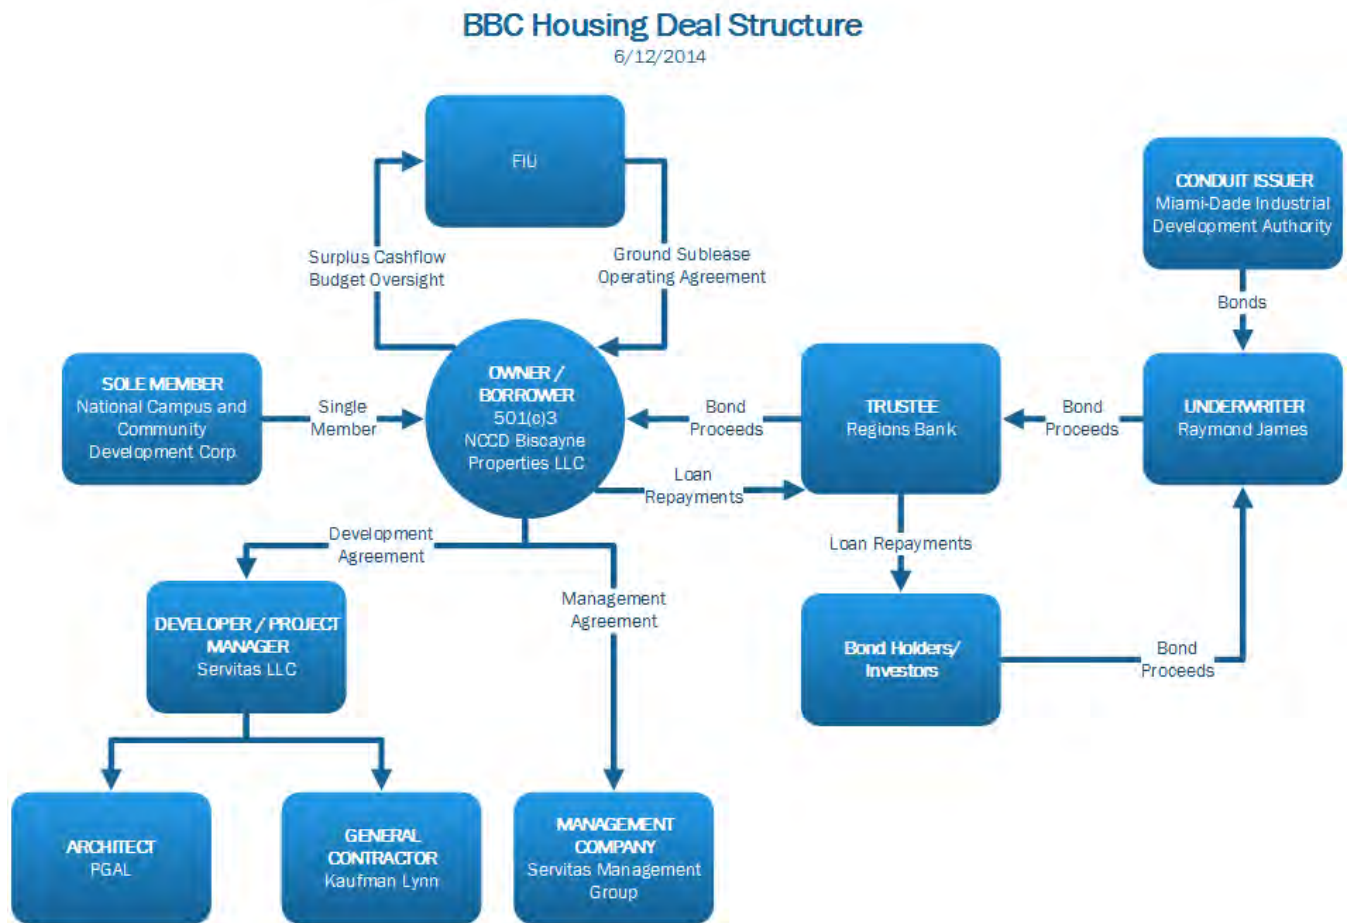 BBC Housing Deal Structure
6/12/2014
FIU
CONDUIT ISSUER
Miami-Dade Industrial
Development Authority
Surplus Cashflow
Budget Oversight
Ground Sublease
Operating Agreement
Bonds
SOLE MEMBER
National Campus and
Community
Development Corp.
Single
Member
OWNER /
BORROWER
501(c)3
NCCD Biscayne
Properties LLC
Bond
Proceeds
TRUSTEE
Regions Bank
Bond
Proceeds
UNDERWRITER
Raymond James
Loan
Repayments
Development
Agreement
Loan Repayments
Management
Agreement
DEVELOPER / PROJECT
MANAGER
Servitas LLC
Bond Holders/
Investors
Bond
Proceeds
ARCHITECT
PGAL
GENERAL
CONTRACTOR
Kaufman Lynn
MANAGEMENT
COMPANY
Servitas Management
Group